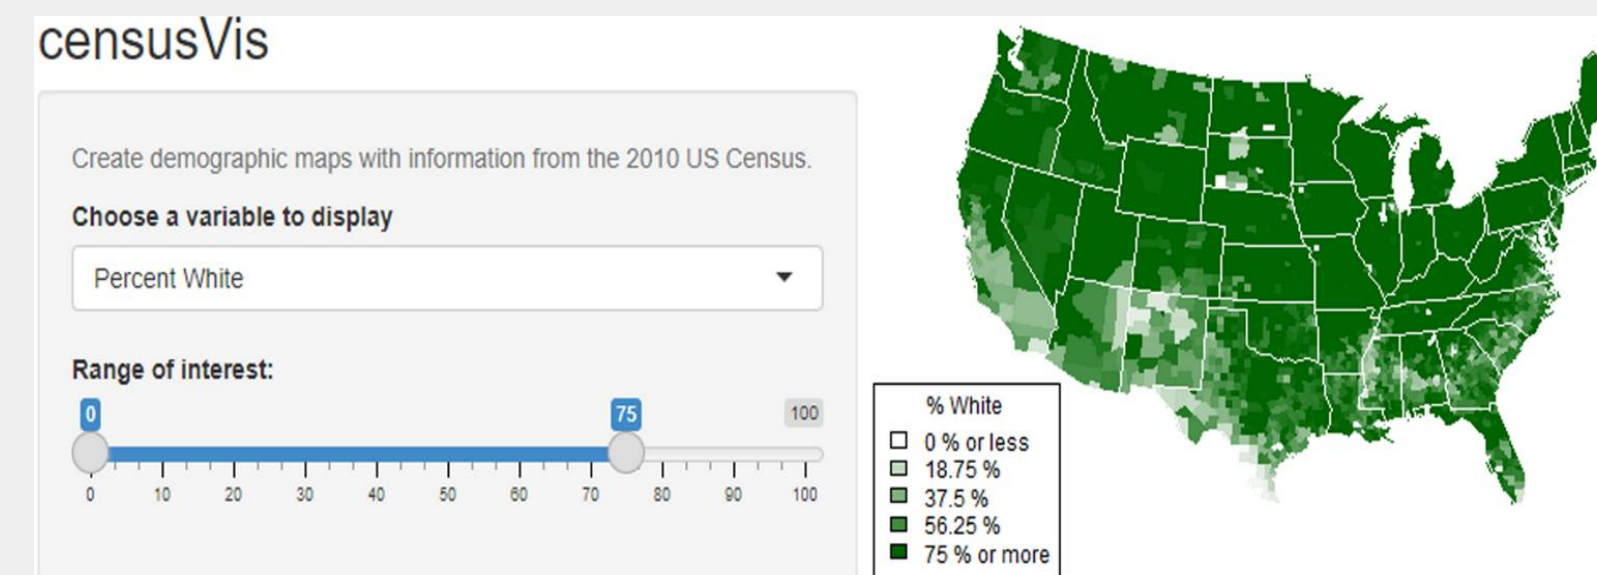 censusVis
Create demographic maps with information from the 2010 US Census.
Choose a variable to display
Percent White
Range of interest:
0 75 100
0 10 20 30 40 50 60 70 80 90 100
% White
0 % or less
18.75 %
37.5 %
56.25 %
75 % or more